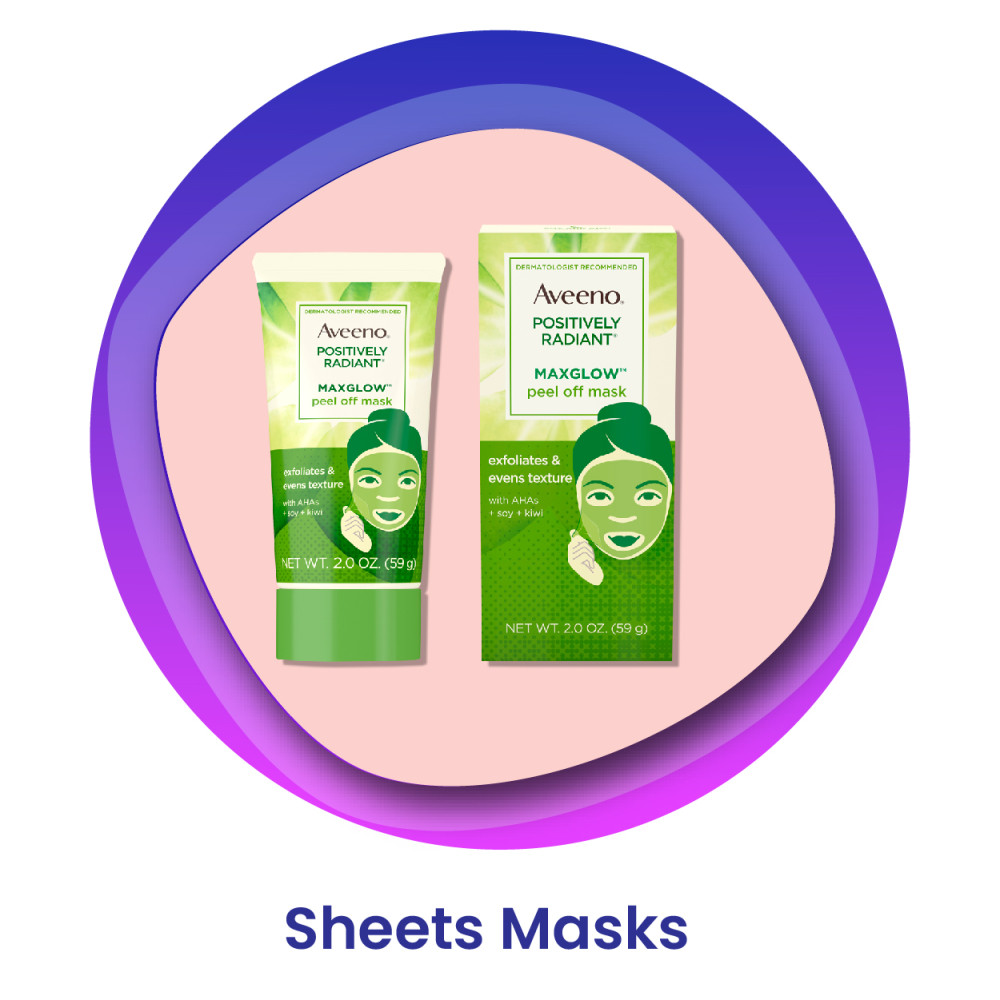 DERMATOLOGIST RECOMMENDED
Aveeno®
POSITIVELY
RADIANT®
MAXGLOW™
peel off mask
exfoliates &
evens texture
with AHAs
+ soy + kiwi
NET WT. 2.0 OZ. (59 g)
DERMATOLOGIST RECOMMENDED
Aveeno®
POSITIVELY
RADIANT®
MAXGLOW™
peel off mask
exfoliates &
evens texture
with AHAs
+ soy + kiwi
NET WT. 2.0 OZ. (59 g)
Sheets Masks